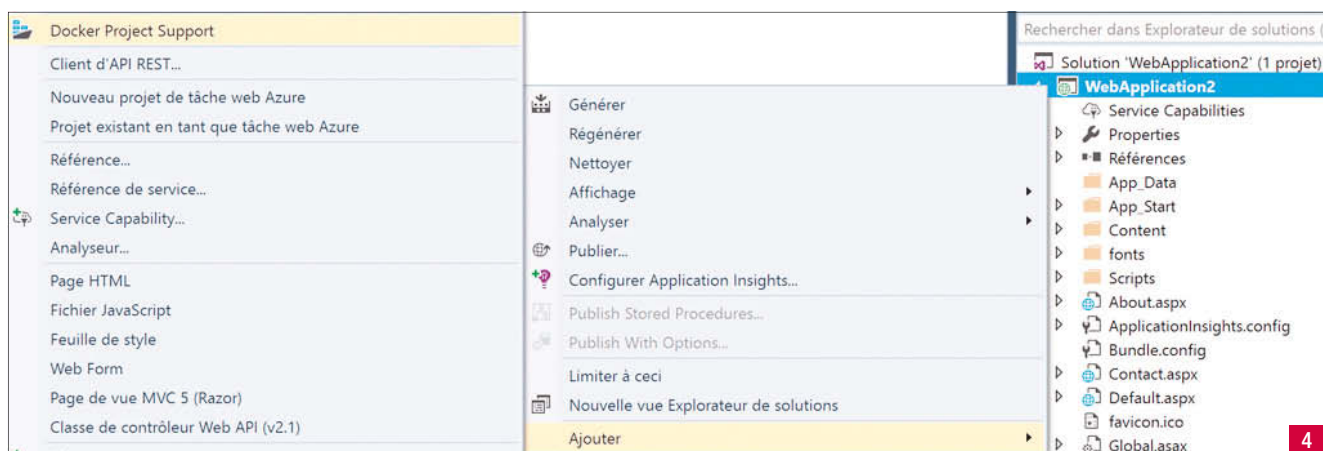 Docker Project Support
Client d'API REST...
Nouveau projet de tâche web Azure
Projet existant en tant que tâche web Azure
Référence...
Référence de service...
Service Capability...
Analyseur...
Page HTML
Fichier JavaScript
Feuille de style
Web Form
Page de vue MVC 5 (Razor)
Classe de contrôleur Web API (v2.1)
Générer
Régénérer
Nettoyer
Affichage
Analyser
Publier...
Configurer Application Insights...
Publish Stored Procedures...
Publish With Options...
Limiter à ceci
Nouvelle vue Explorateur de solutions
Ajouter
Rechercher dans Explorateur de solutions (
Solution 'WebApplication2' (1 projet)
WebApplication2
Service Capabilities
Properties
Références
App_Data
App_Start
Content
fonts
Scripts
About.aspx
ApplicationInsights.config
Bundle.config
Contact.aspx
Default.aspx
favicon.ico
Global.asax
4